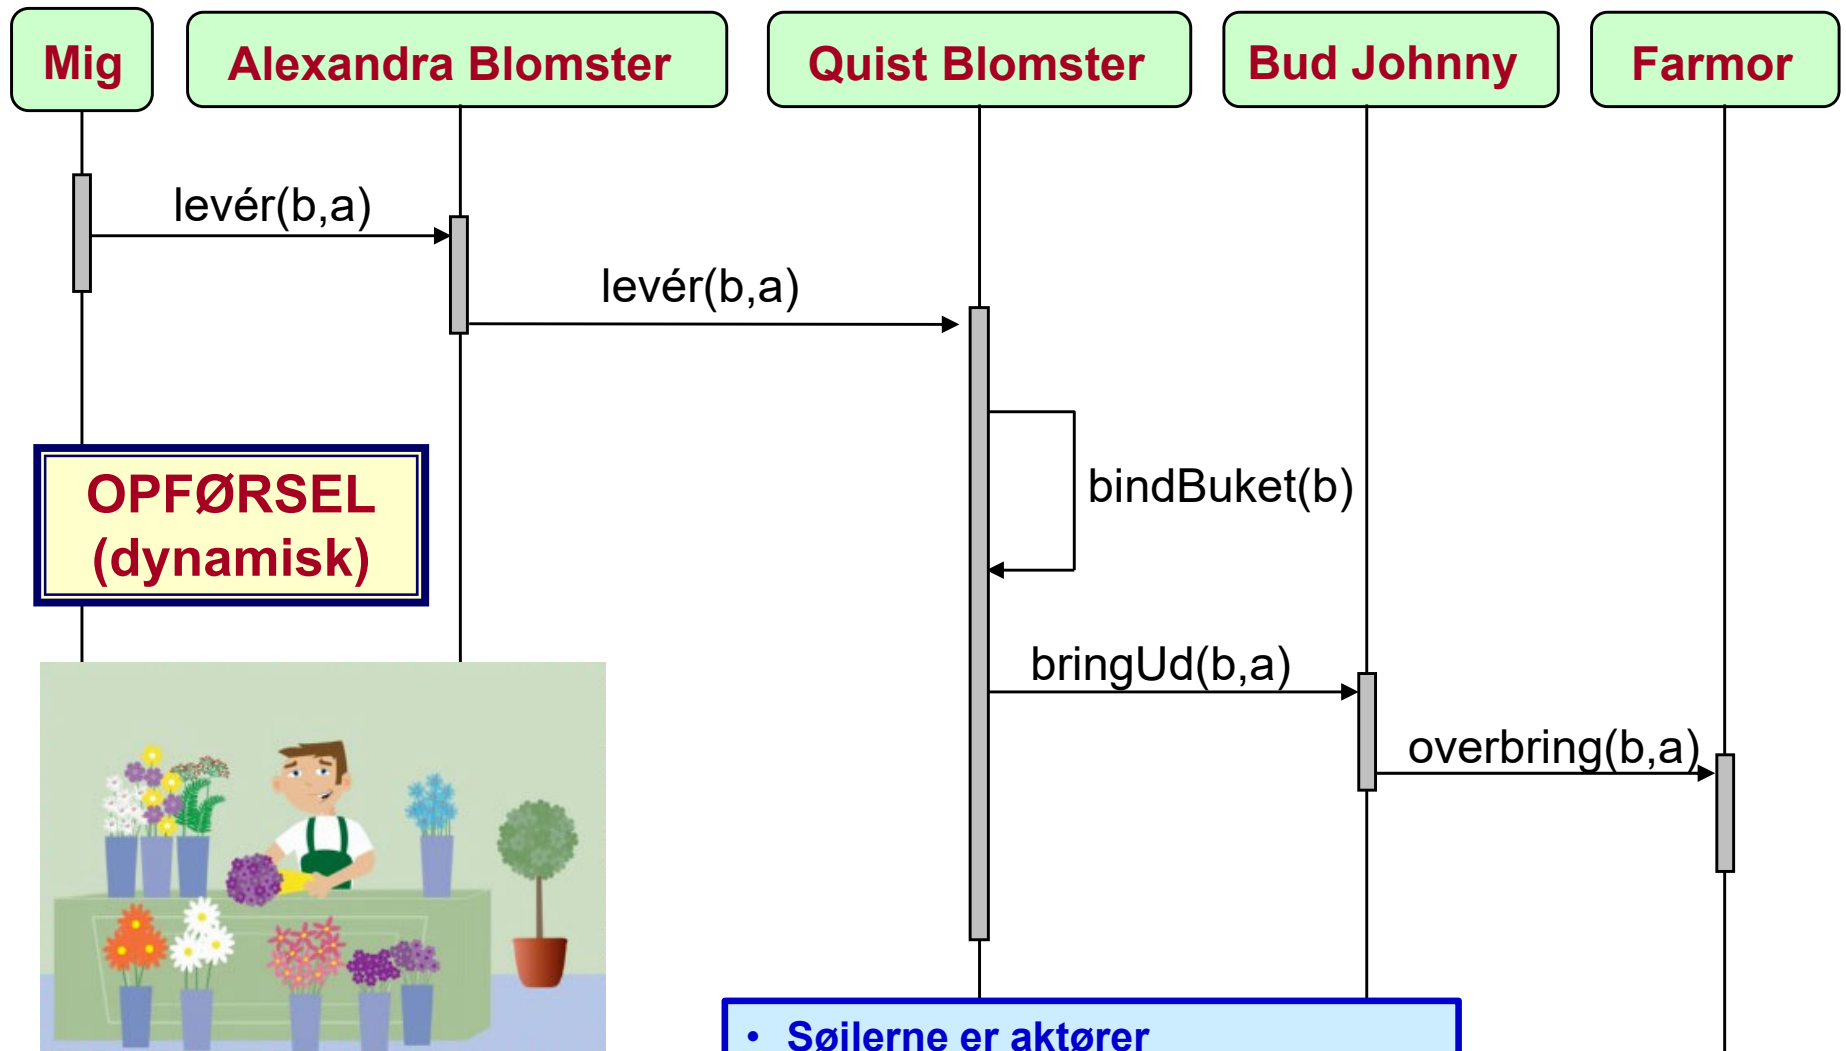 Mig
Alexandra Blomster
Quist Blomster
Bud Johnny
Farmor
levér(b,a)
levér(b,a)
bindBuket(b)
OPFØRSEL
(dynamisk)
bringUd(b,a)
overbring(b,a)
• Søjlerne er aktører